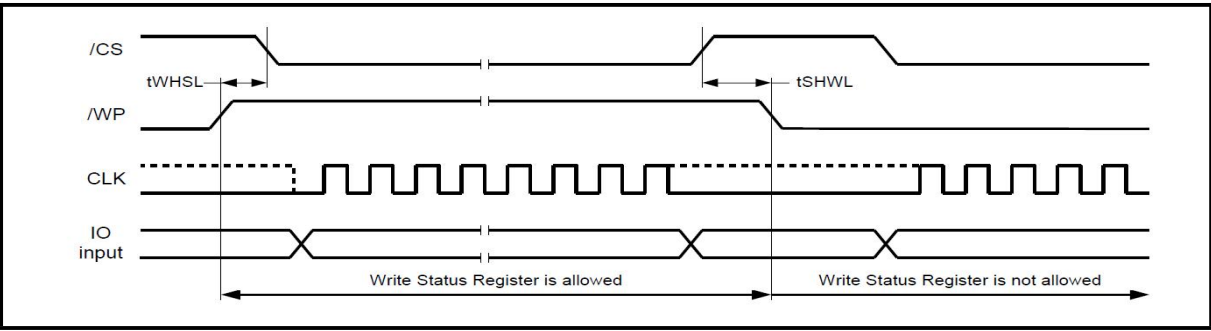 /CS
tWHSL
tSHWL
/WP
CLK
IO
input
Write Status Register is allowed
Write Status Register is not allowed